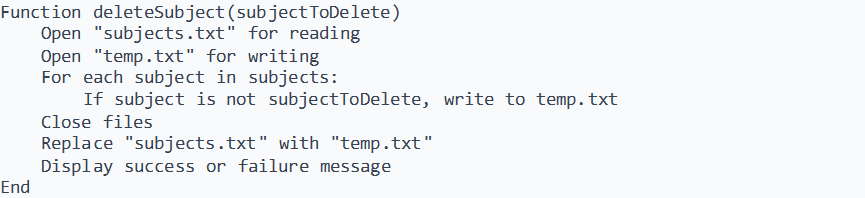 Function deleteSubject(subjectToDelete)
    Open "subjects.txt" for reading
    Open "temp.txt" for writing
    For each subject in subjects:
        If subject is not subjectToDelete, write to temp.txt
    Close files
    Replace "subjects.txt" with "temp.txt"
    Display success or failure message
End